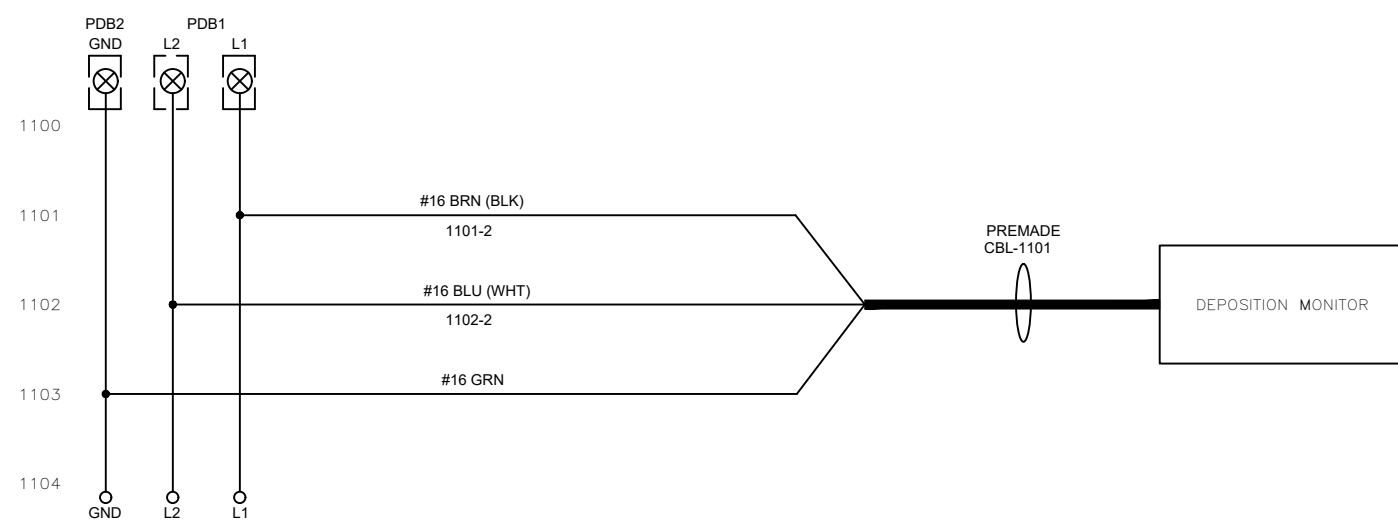 PDB2 PDB1
GND L2 L1
1100
#16 BRN (BLK)
1101
1101-2
PREMADE
CBL-1101
#16 BLU (WHT)
1102
1102-2
DEPOSITION MONITOR
#16 GRN
1103
1104
GND L2 L1